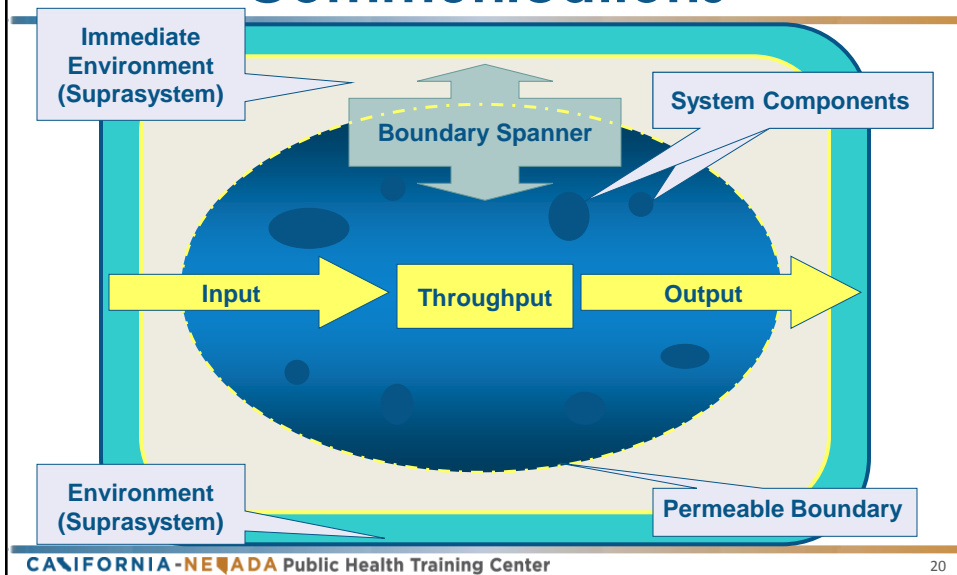 Immediate
Environment
(Suprasystem)
System Components
Boundary Spanner
Input
Throughput
Output
Environment
(Suprasystem)
Permeable Boundary
CALIFORNIA-NEVADA Public Health Training Center
20